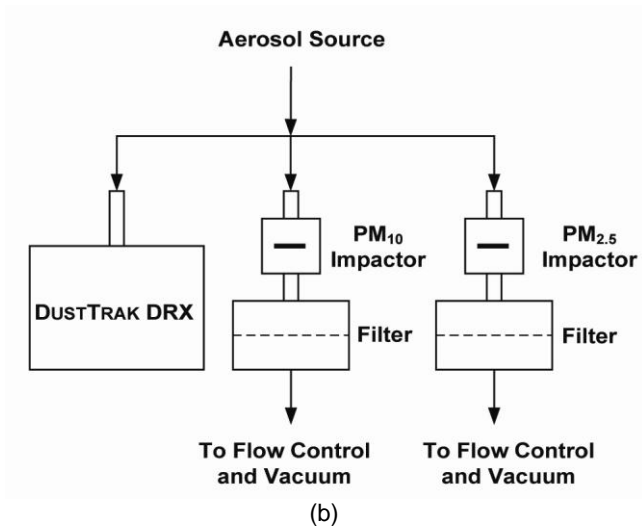 Aerosol Source
PM10
Impactor
PM2.5
Impactor
DUSTTRAK DRX
Filter
Filter
To Flow Control
and Vacuum
To Flow Control
and Vacuum
(b)